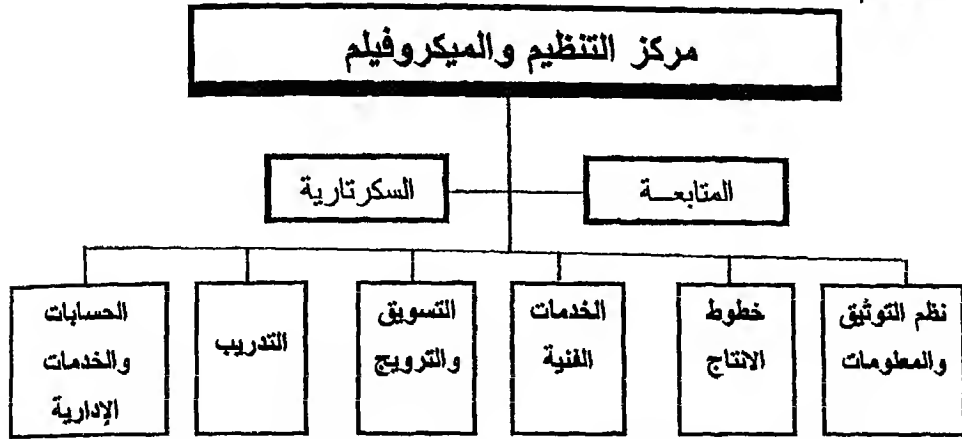 مركز التنظيم والميكروفيلم
المتابعــة
السكرتارية
نظم التوثيق
والمعلومات
خطوط
الانتاج
الخدمات
الفنية
التسويق
والترويج
التدريب
الحسابات
والخدمات
الإدارية